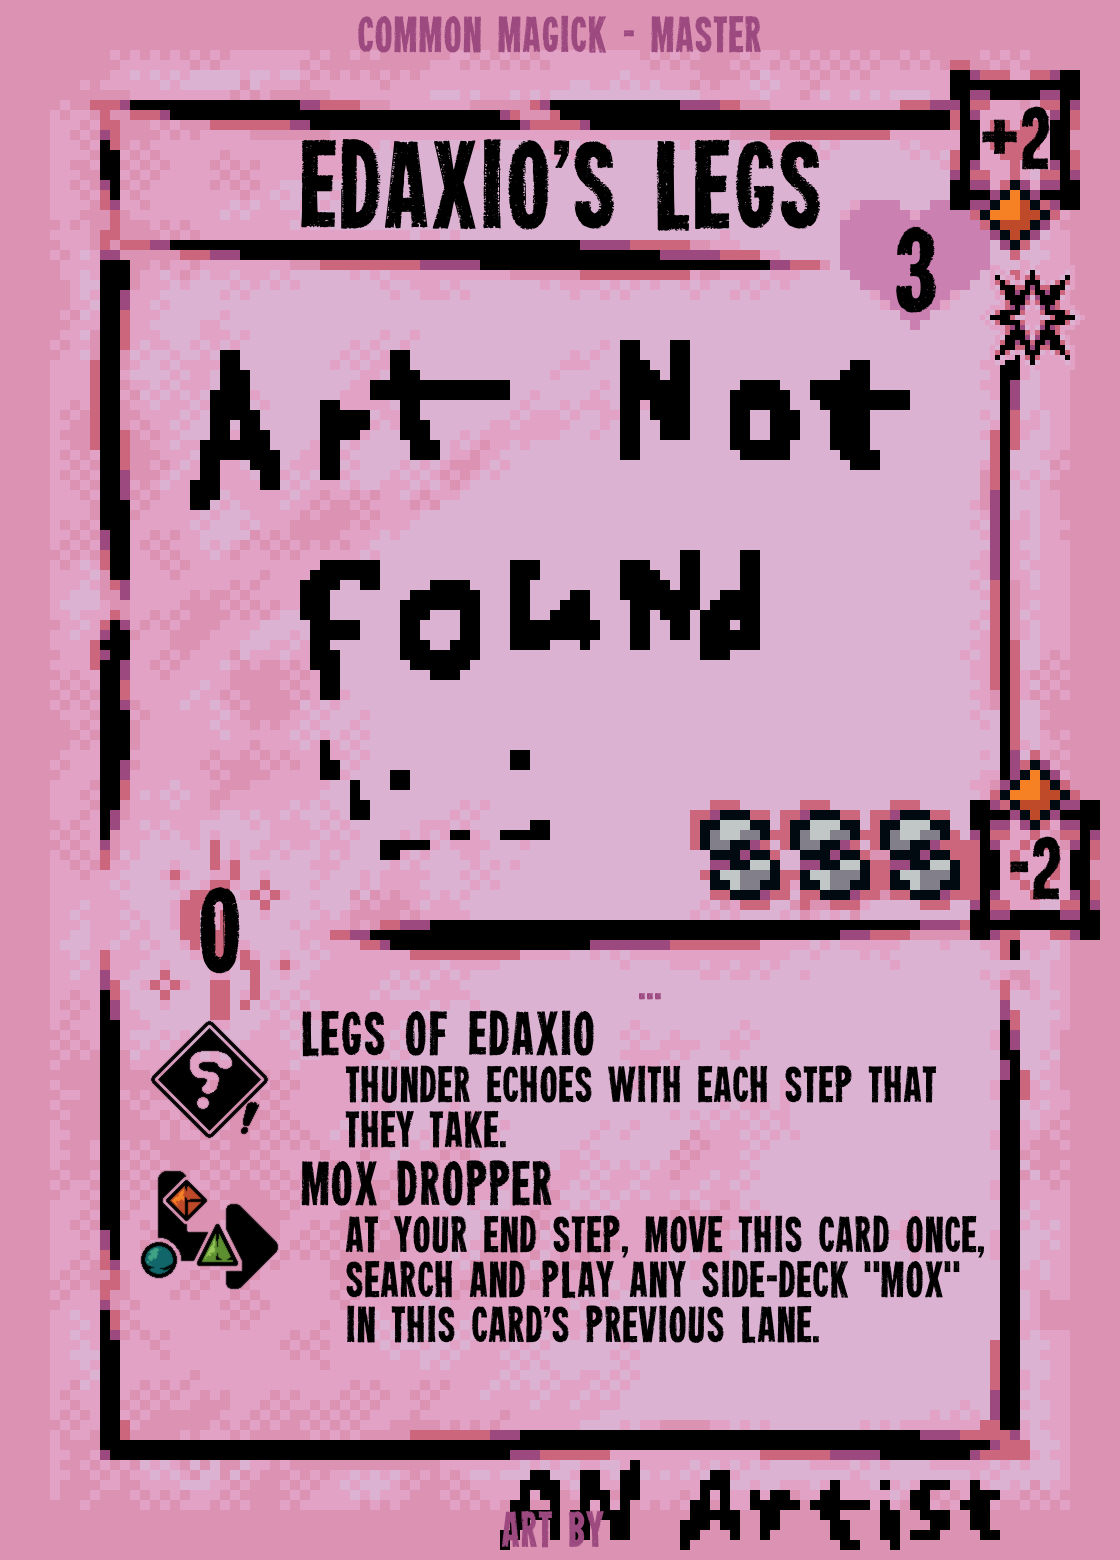 COMMON MAGICK - MASTER
+2
EDAXIO'S LEGS
3
Art Not
Found
-2
0
...
LEGS OF EDAXIO
THUNDER ECHOES WITH EACH STEP THAT
THEY TAKE.
MOX DROPPER
AT YOUR END STEP, MOVE THIS CARD ONCE,
SEARCH AND PLAY ANY SIDE-DECK "MOX"
IN THIS CARD'S PREVIOUS LANE.
AN Artist
ART BY